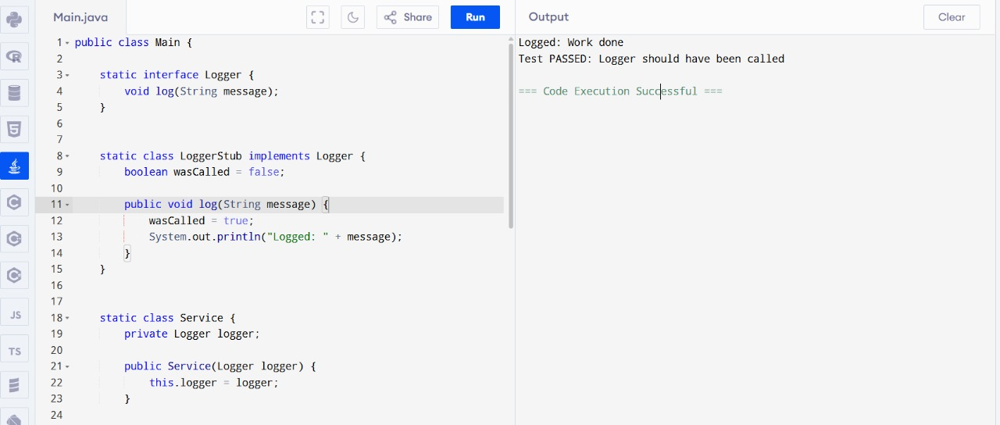 Main.java
Share
Run
Output
Clear
1 public class Main {
2
3     static interface Logger {
4         void log(String message);
5     }
6
7
8     static class LoggerStub implements Logger {
9         boolean wasCalled = false;
10
11         public void log(String message) {
12             wasCalled = true;
13             System.out.println("Logged: " + message);
14         }
15     }
16
17
18     static class Service {
19         private Logger logger;
20
21         public Service(Logger logger) {
22             this.logger = logger;
23         }
24
Logged: Work done
Test PASSED: Logger should have been called
=== Code Execution Successful ===
R
5
C
C
C
JS
TS